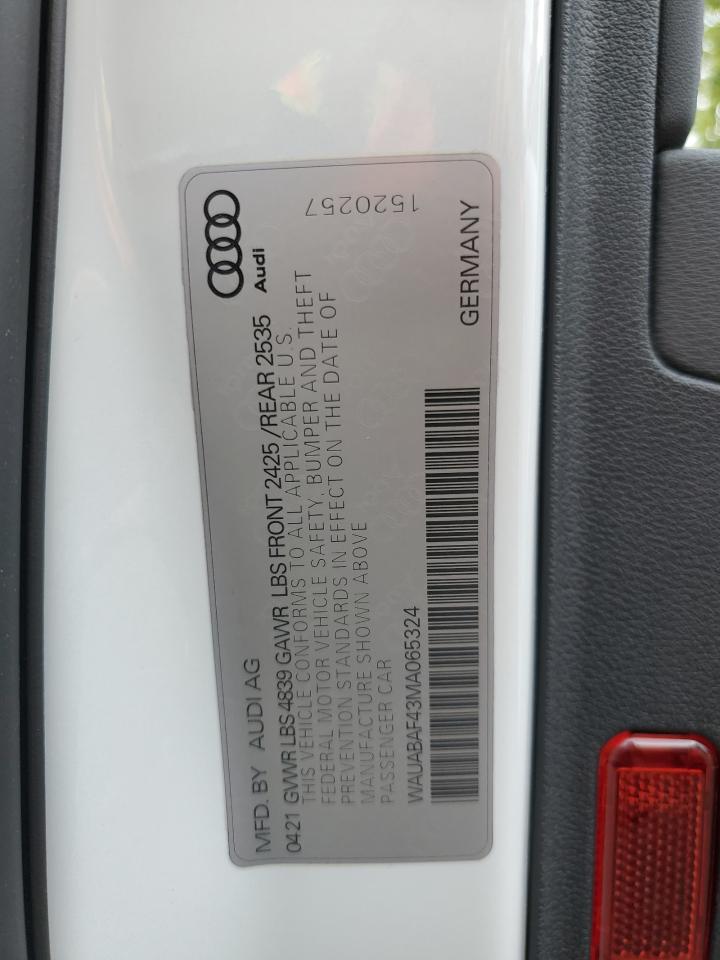 MFD. BY AUDI AG
Audi
0421 GVWR LBS 4839 GAWR LBS FRONT 2425 /REAR 2535
THIS VEHICLE CONFORMS TO ALL APPLICABLE U.S.
FEDERAL MOTOR VEHICLE SAFETY, BUMPER AND THEFT
PREVENTION STANDARDS IN EFFECT ON THE DATE OF
MANUFACTURE SHOWN ABOVE
PASSENGER CAR
1520257
WAUABAF43MA065324
GERMANY